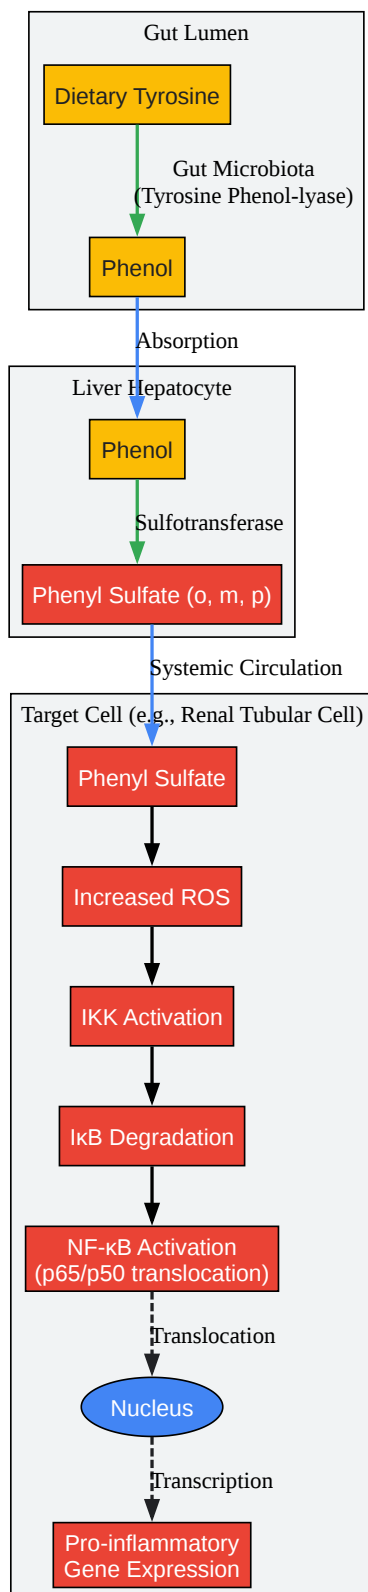 Gut Lumen
Dietary Tyrosine
Gut Microbiota
(Tyrosine Phenol-lyase)
Phenol
Absorption
Liver Hepatocyte
Phenol
Sulfotransferase
Phenyl Sulfate (o, m, p)
Systemic Circulation
Target Cell (e.g., Renal Tubular Cell)
Phenyl Sulfate
Increased ROS
IKK Activation
IκB Degradation
NF-κB Activation
(p65/p50 translocation)
Translocation
Nucleus
Transcription
Pro-inflammatory
Gene Expression